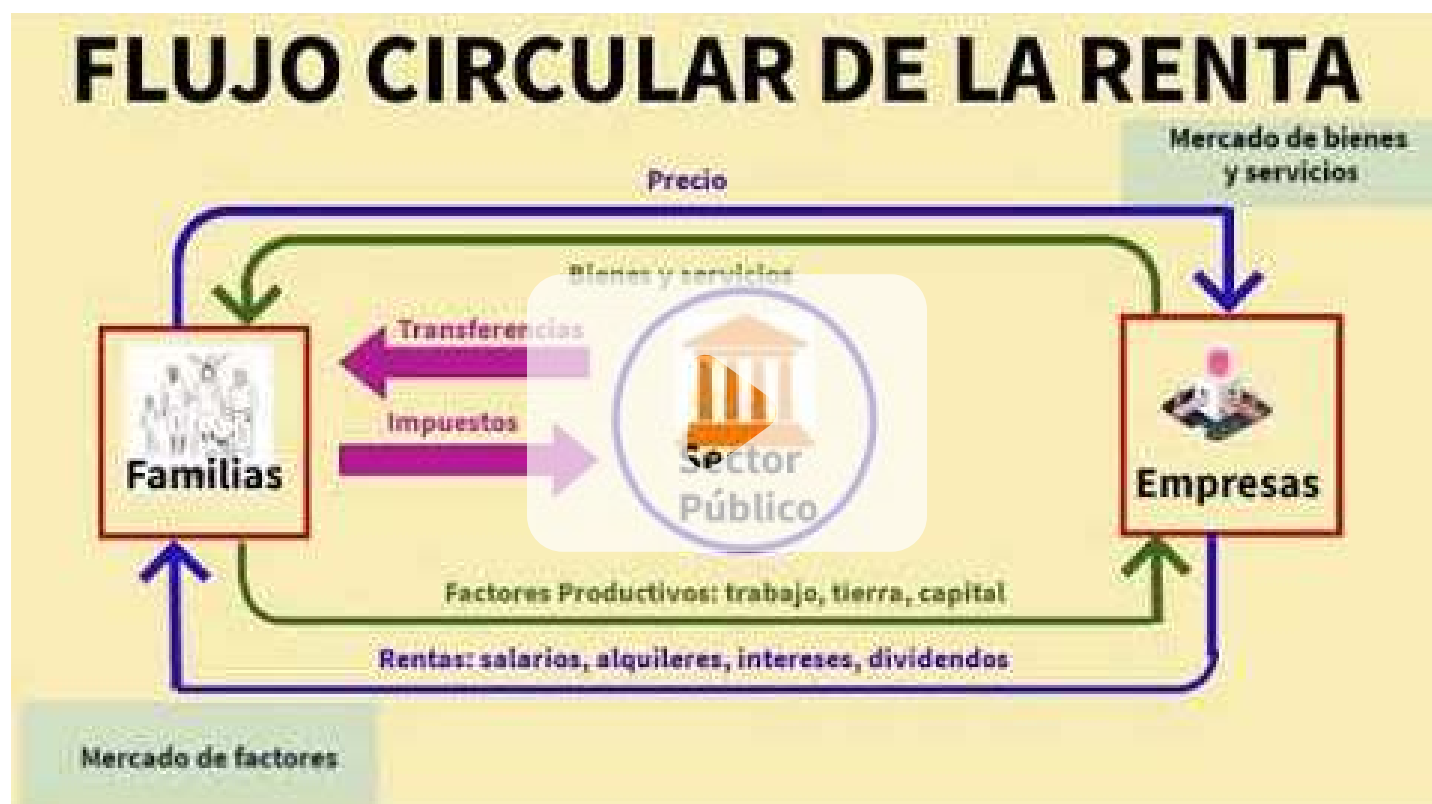 FLUJO CIRCULAR DE LA RENTA
Mercado de bienes
y servicios
Precio
Bienes y servicios
Transferencias
Impuestos
Familias
Sector
Público
Empresas
Factores Productivos: trabajo, tierra, capital
Rentas: salarios, alquileres, intereses, dividendos
Mercado de factores